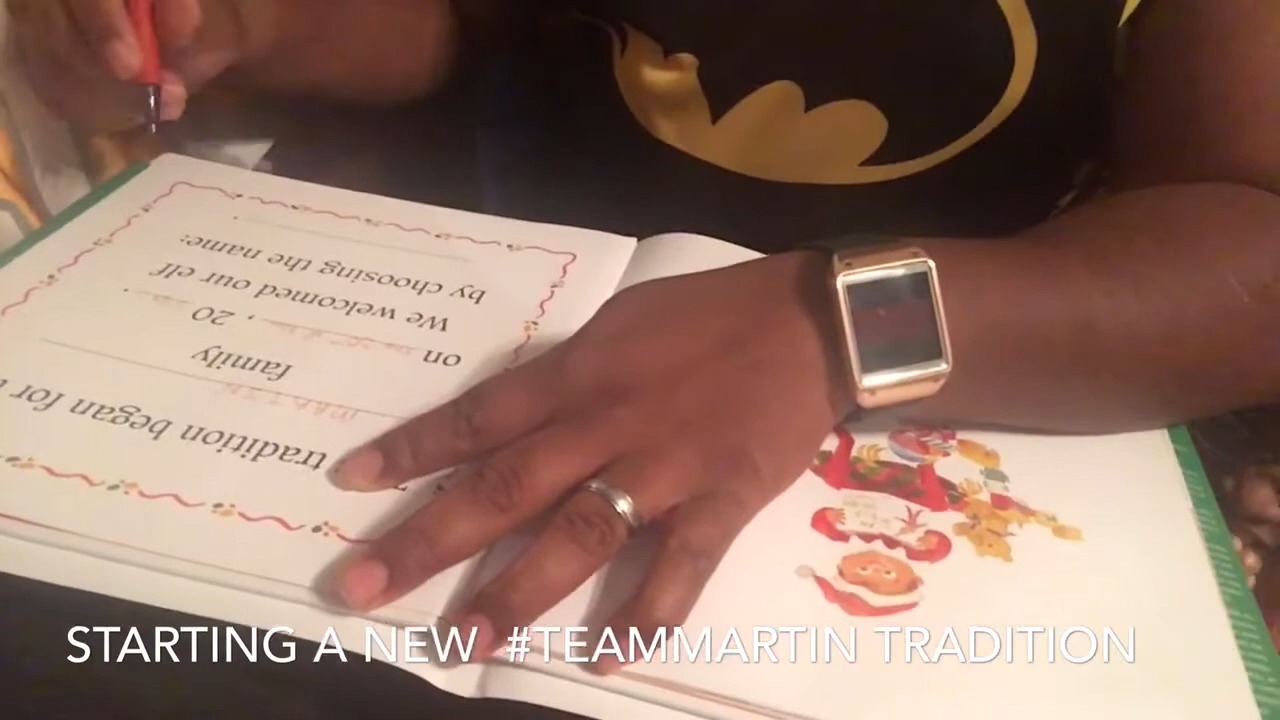 tradition began for
MARTIN
family
on , 20 .
We welcomed our elf
by choosing the name:
STARTING A NEW #TEAMMARTIN TRADITION